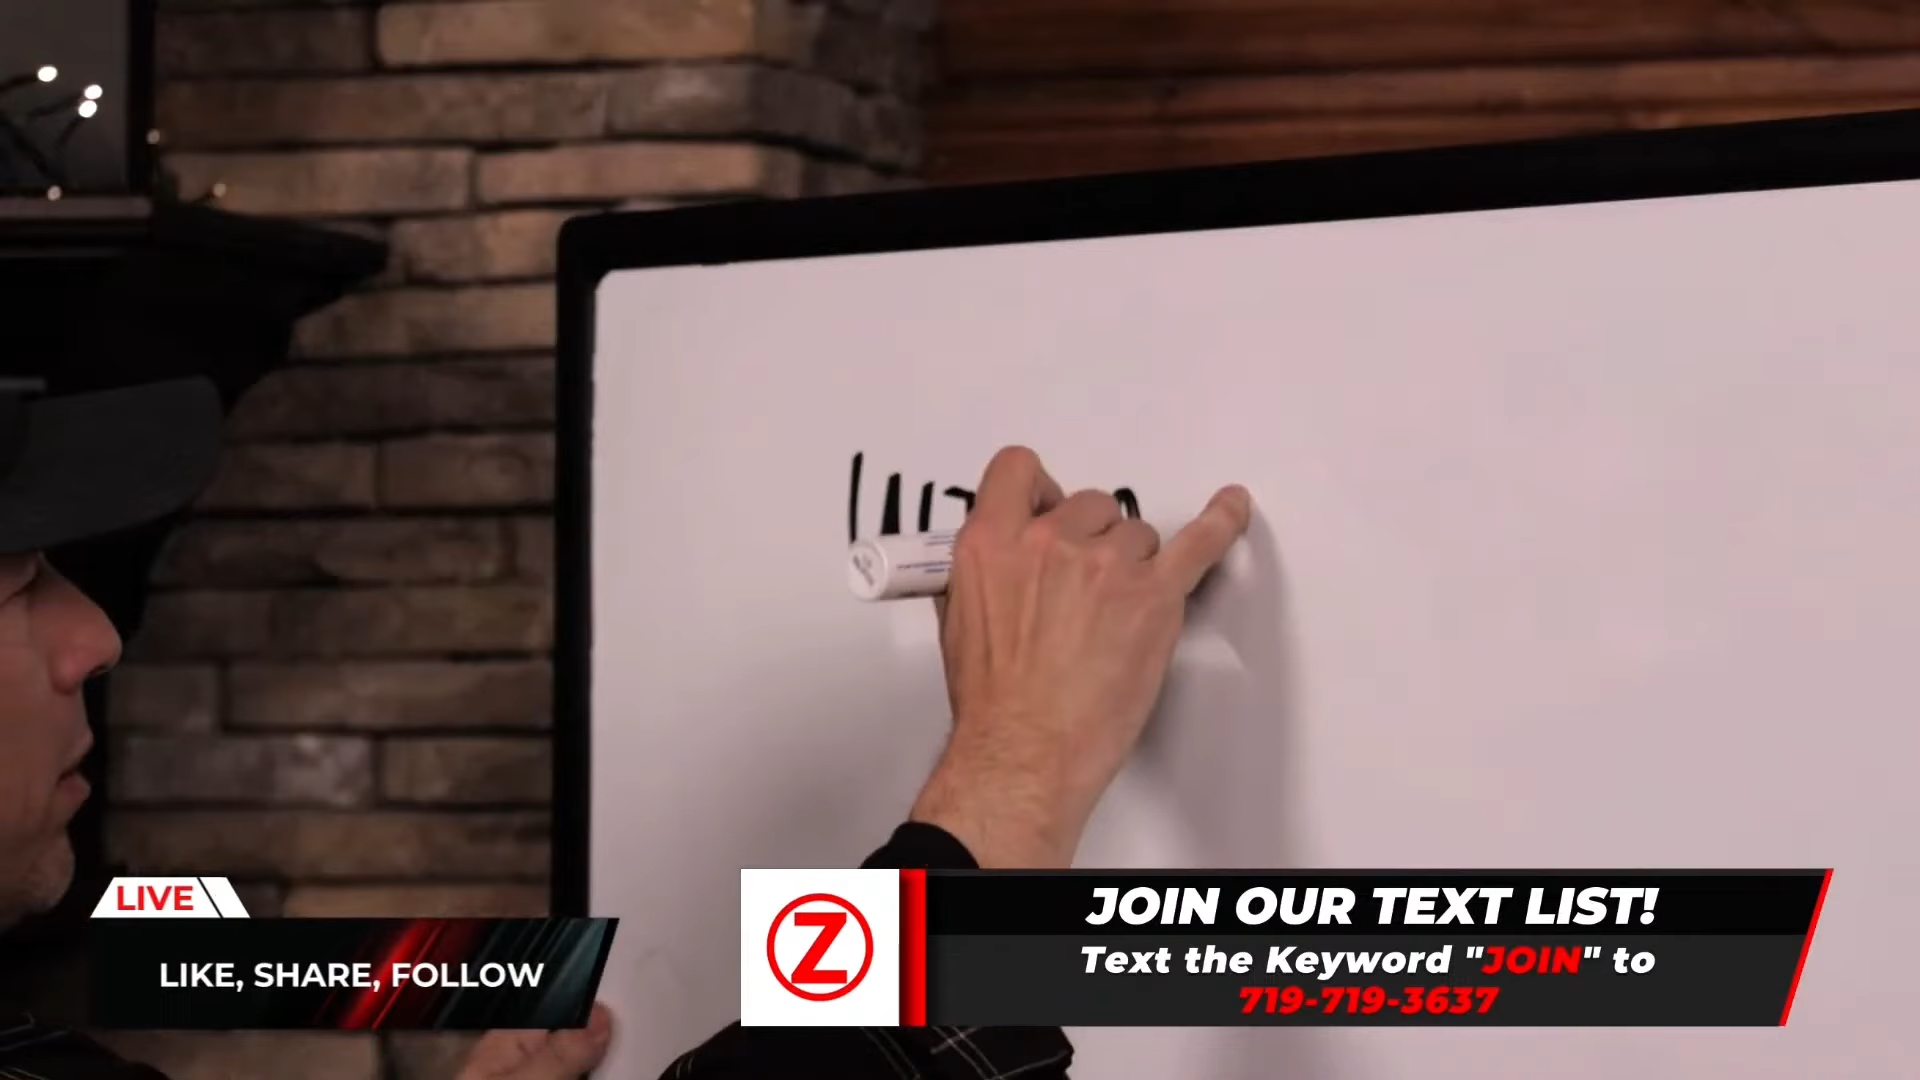 LIVE
LIKE, SHARE, FOLLOW
Z
JOIN OUR TEXT LIST!
Text the Keyword "JOIN" to
719-719-3637